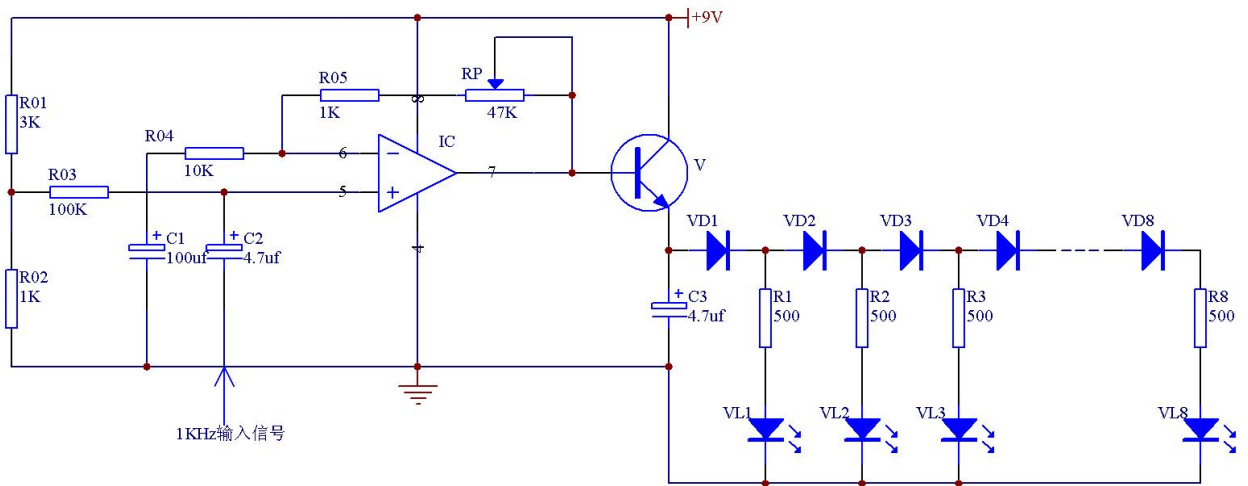 +9V
R05
1K
8
RP
47K
R01
3K
R04
10K
6
IC
7
V
R03
100K
5
4
C1
100uf
C2
4.7uf
VD1
VD2
VD3
VD4
VD8
R02
1K
C3
4.7uf
R1
500
R2
500
R3
500
R8
500
1KHz输入信号
VL1
VL2
VL3
VL8